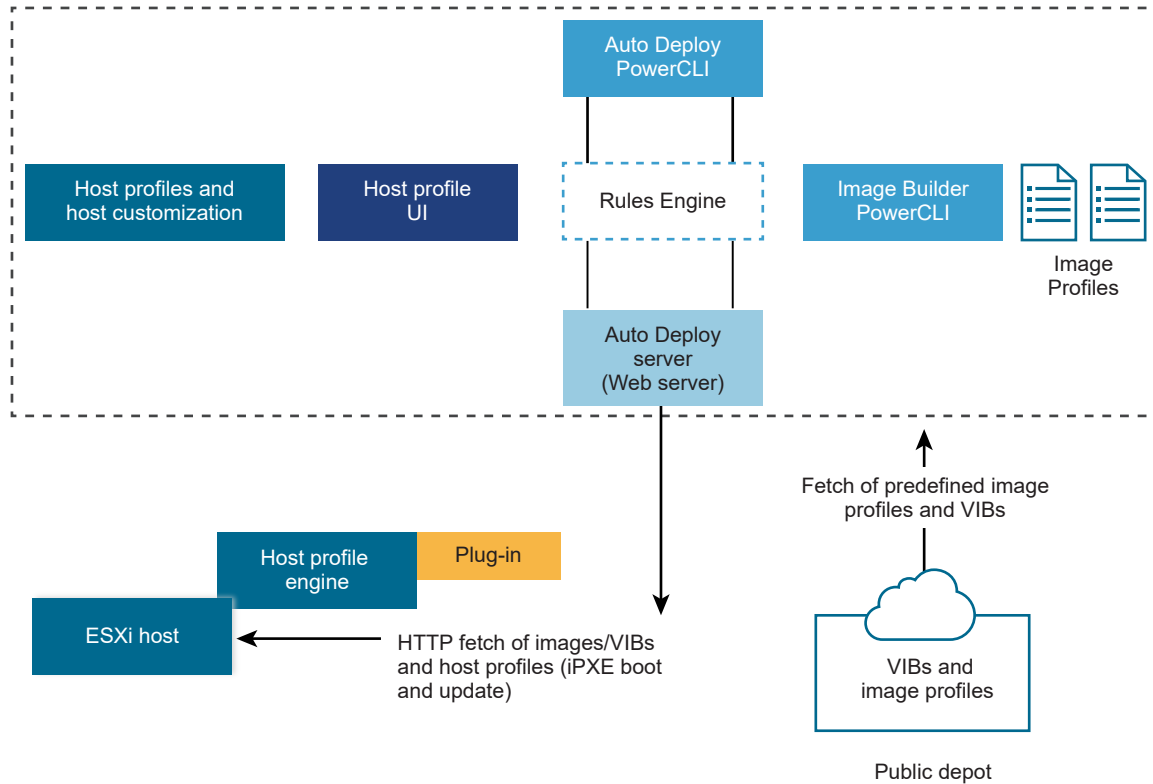 Auto Deploy
PowerCLI
Host profiles and
host customization
Host profile
UI
Rules Engine
Image Builder
PowerCLI
Image
Profiles
Auto Deploy
server
(Web server)
Fetch of predefined image
profiles and VIBs
Host profile
engine
Plug-in
ESXi host
HTTP fetch of images/VIBs
and host profiles (iPXE boot
and update)
VIBs and
image profiles
Public depot